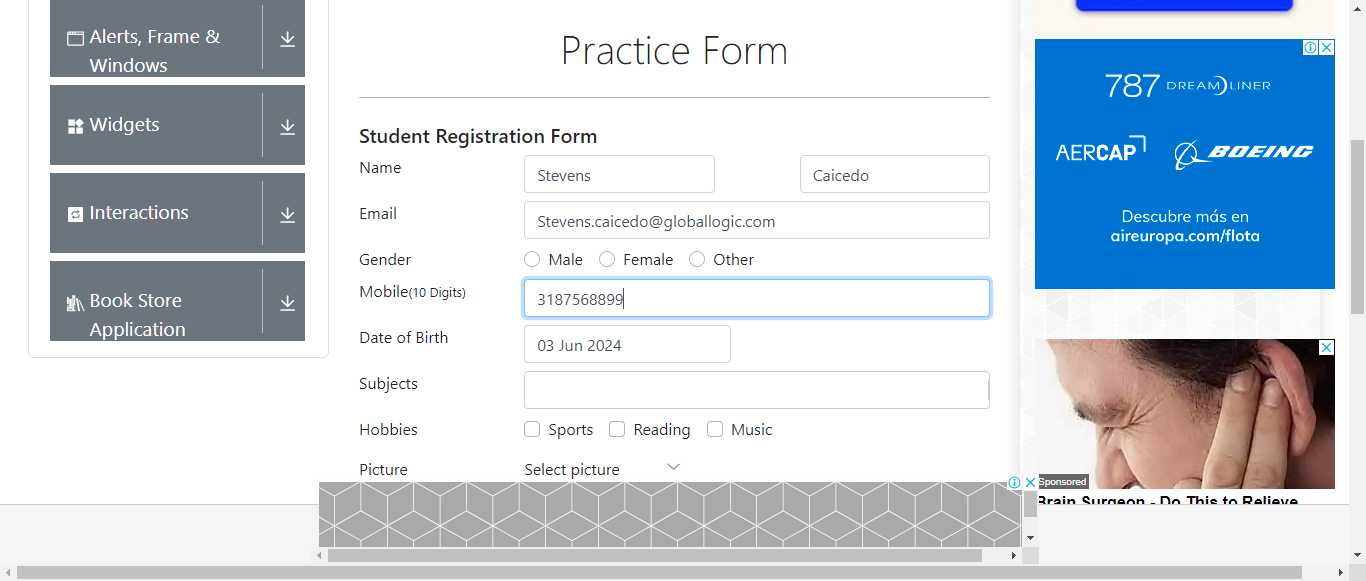 Alerts, Frame &
Windows
Widgets
Interactions
Book Store
Application
Practice Form
Student Registration Form
Name
Stevens
Caicedo
Email
Stevens.caicedo@globallogic.com
Gender
Male
Female
Other
Mobile(10 Digits)
3187568899
Date of Birth
03 Jun 2024
Subjects
Hobbies
Sports
Reading
Music
Picture
Select picture
787 DREAMLINER
AERCAP
BOEING
Descubre más en
aireuropa.com/flota
Sponsored
Brain Surgeon - Do This to Relieve